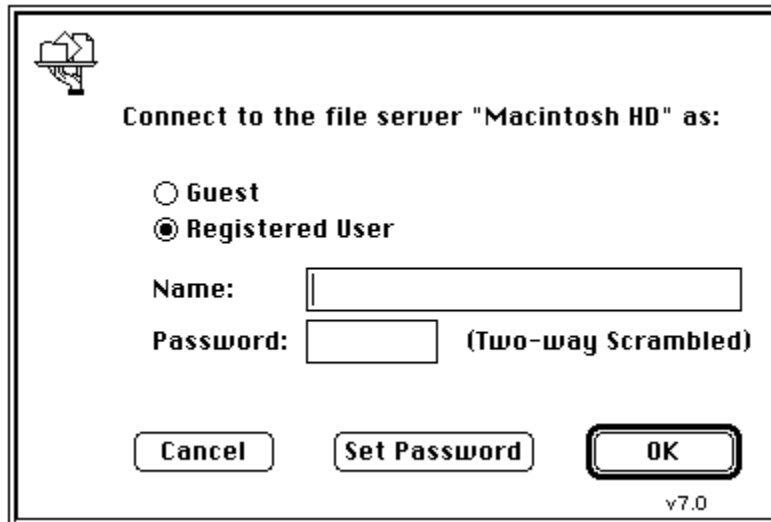 Connect to the file server "Macintosh HD" as:
Guest
Registered User
Name:
Password: (Two-way Scrambled)
Cancel Set Password OK
v7.0